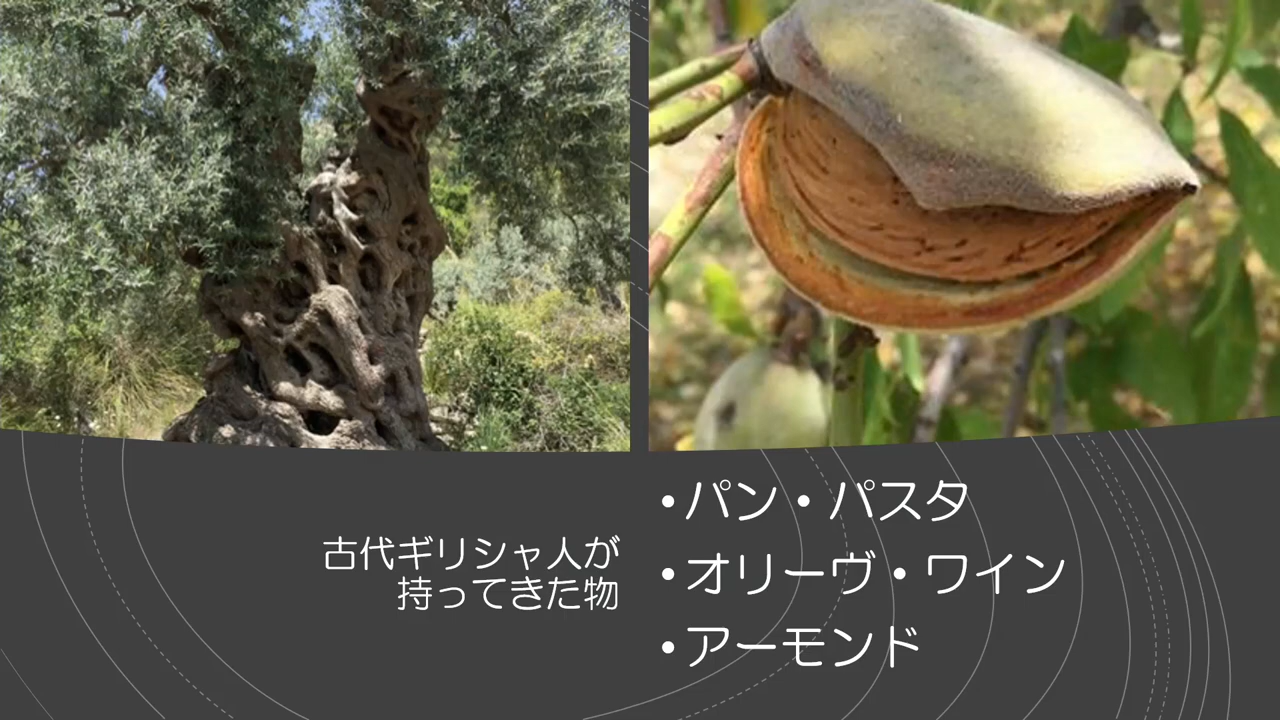 古代ギリシャ人が
持ってきた物
•パン・パスタ
•オリーヴ・ワイン
•アーモンド